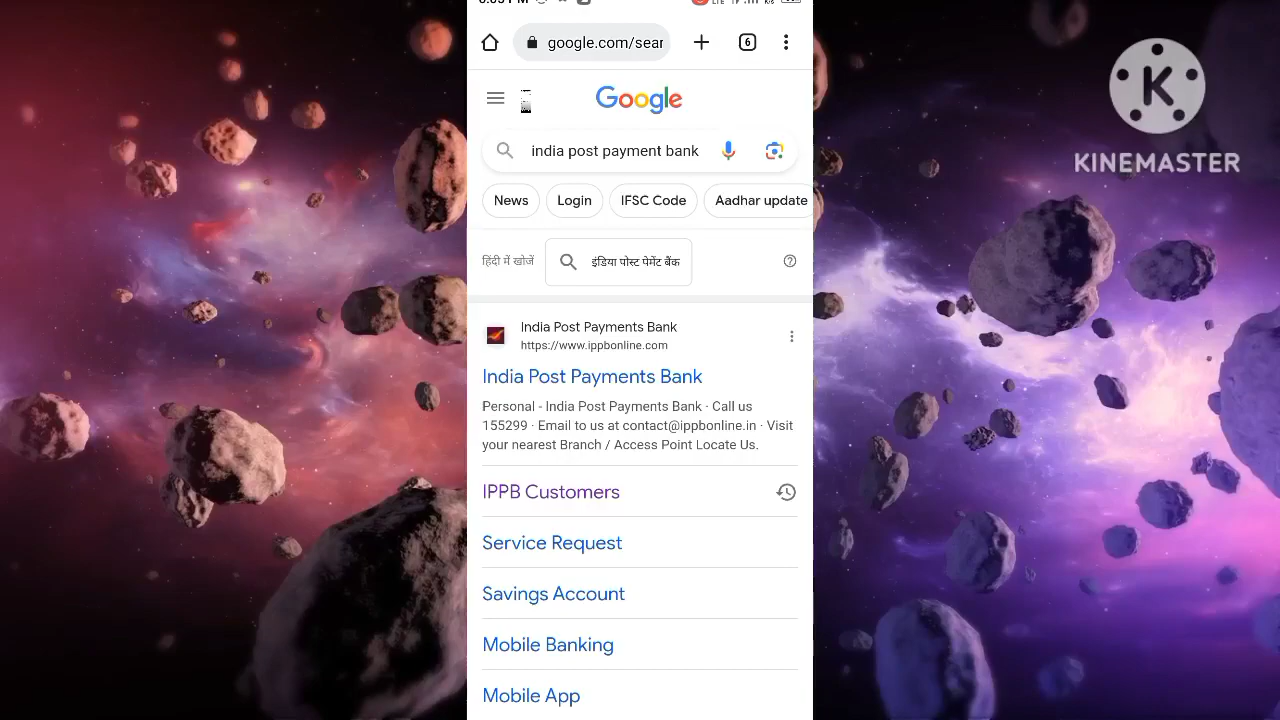 google.com/sear
6
Google
india post payment bank
News
Login
IFSC Code
Aadhar update
हिंदी में खोजें
इंडिया पोस्ट पेमेंट बैंक
India Post Payments Bank
https://www.ippbonline.com
India Post Payments Bank
Personal - India Post Payments Bank · Call us
155299 · Email to us at contact@ippbonline.in · Visit
your nearest Branch / Access Point Locate Us.
IPPB Customers
Service Request
Savings Account
Mobile Banking
Mobile App
K
KINEMASTER